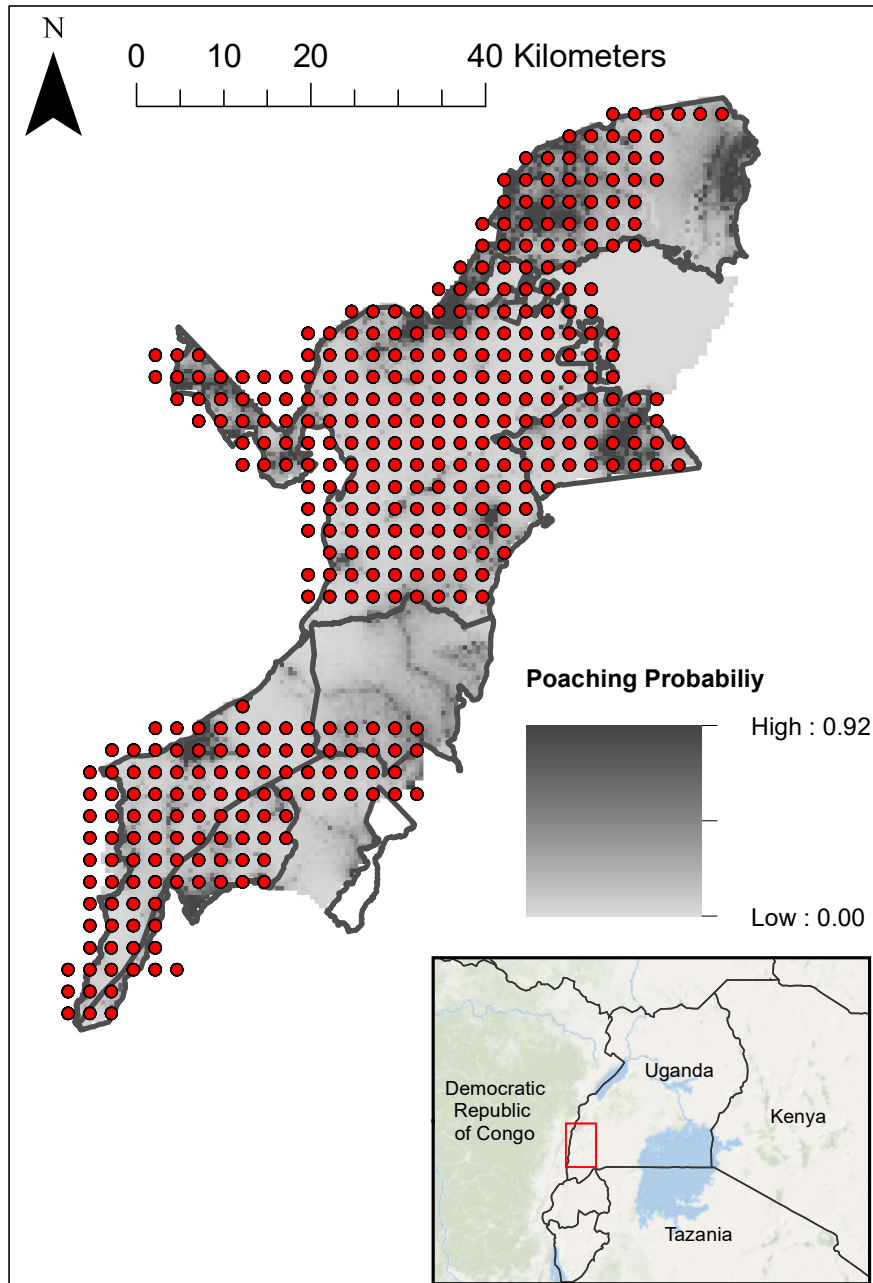 N
0 10 20 40 Kilometers
Poaching Probabiliy
High : 0.92
Low : 0.00
Democratic
Republic
of Congo
Uganda
Kenya
Tazania